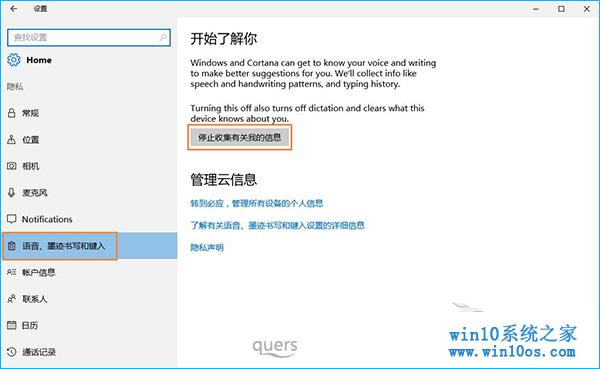 设置
查找设置
Home
隐私
常规
位置
相机
麦克风
Notifications
语音、墨迹书写和键入
帐户信息
联系人
日历
通话记录
开始了解你
Windows and Cortana can get to know your voice and writing
to make better suggestions for you. We'll collect info like
speech and handwriting patterns, and typing history.
Turning this off also turns off dictation and clears what this
device knows about you.
停止收集有关我的信息
管理云信息
转到必应，管理所有设备的个人信息
了解有关语音、墨迹书写和键入设置的详细信息
隐私声明
quers
win10系统之家
www.win10os.com